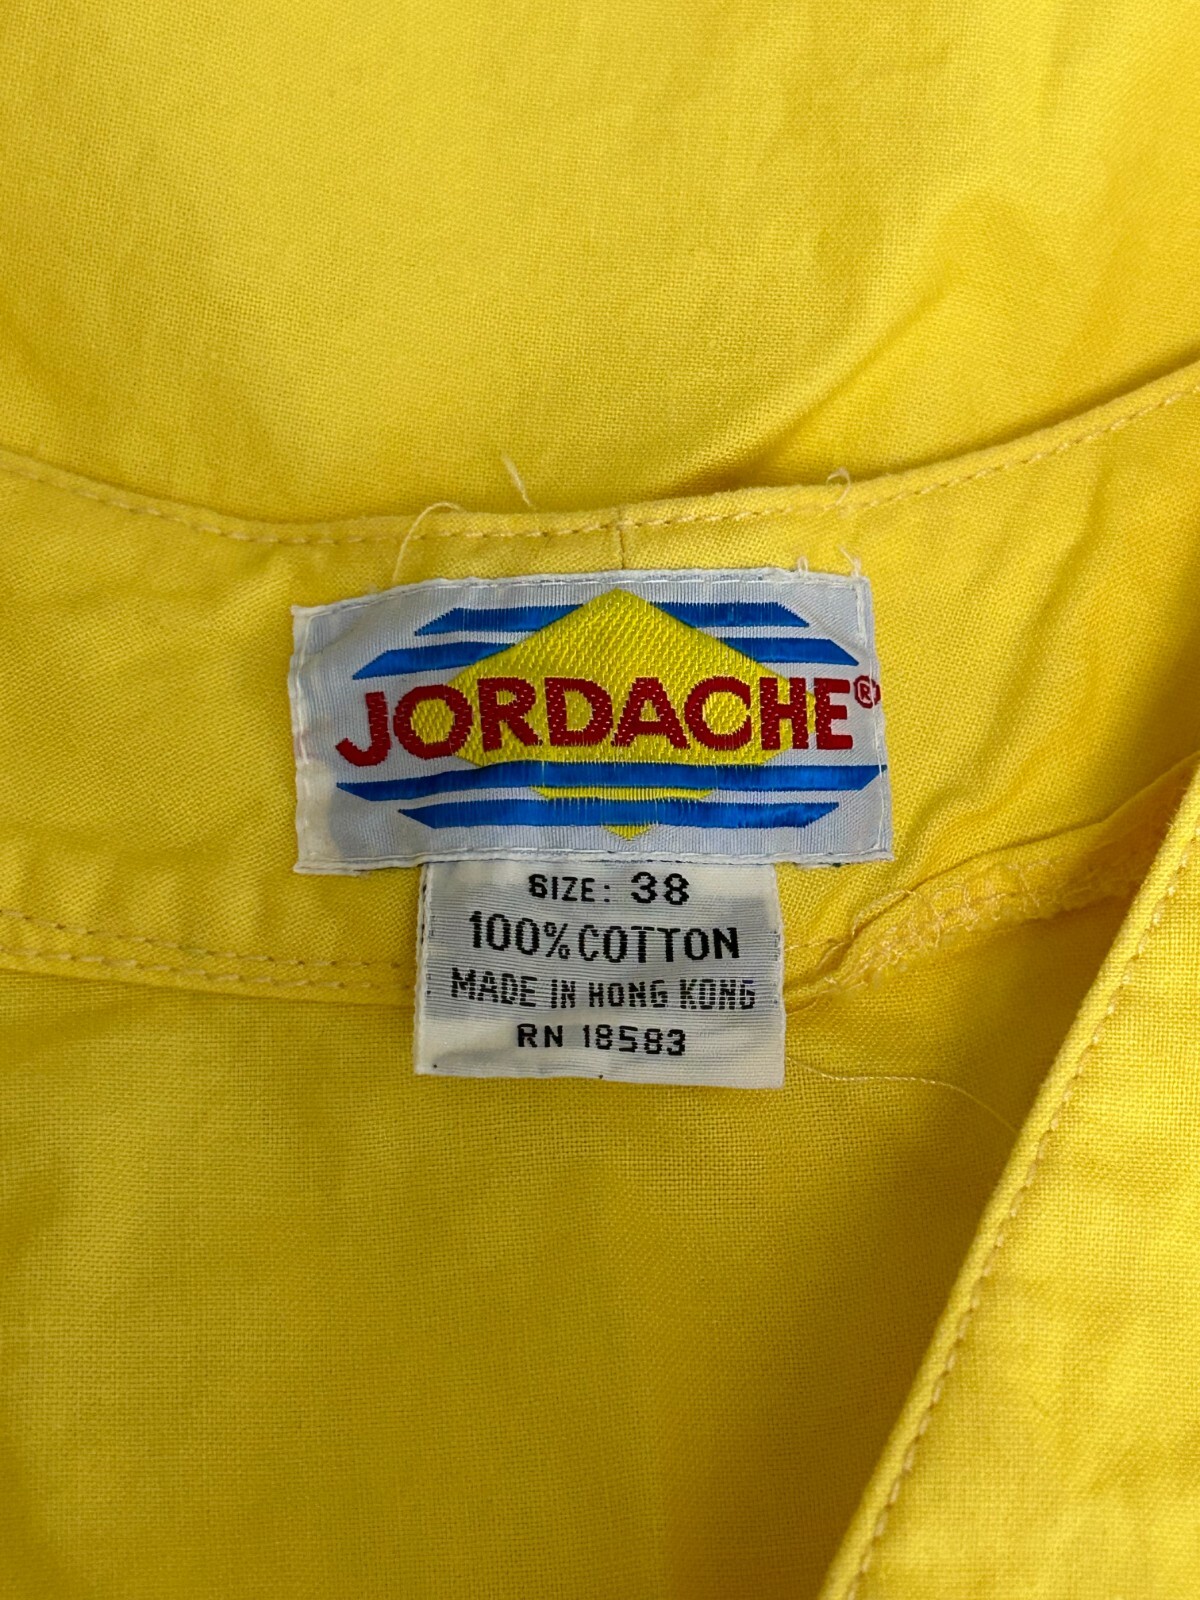 JORDACHE®
SIZE: 38
100% COTTON
MADE IN HONG KONG
RN 18583